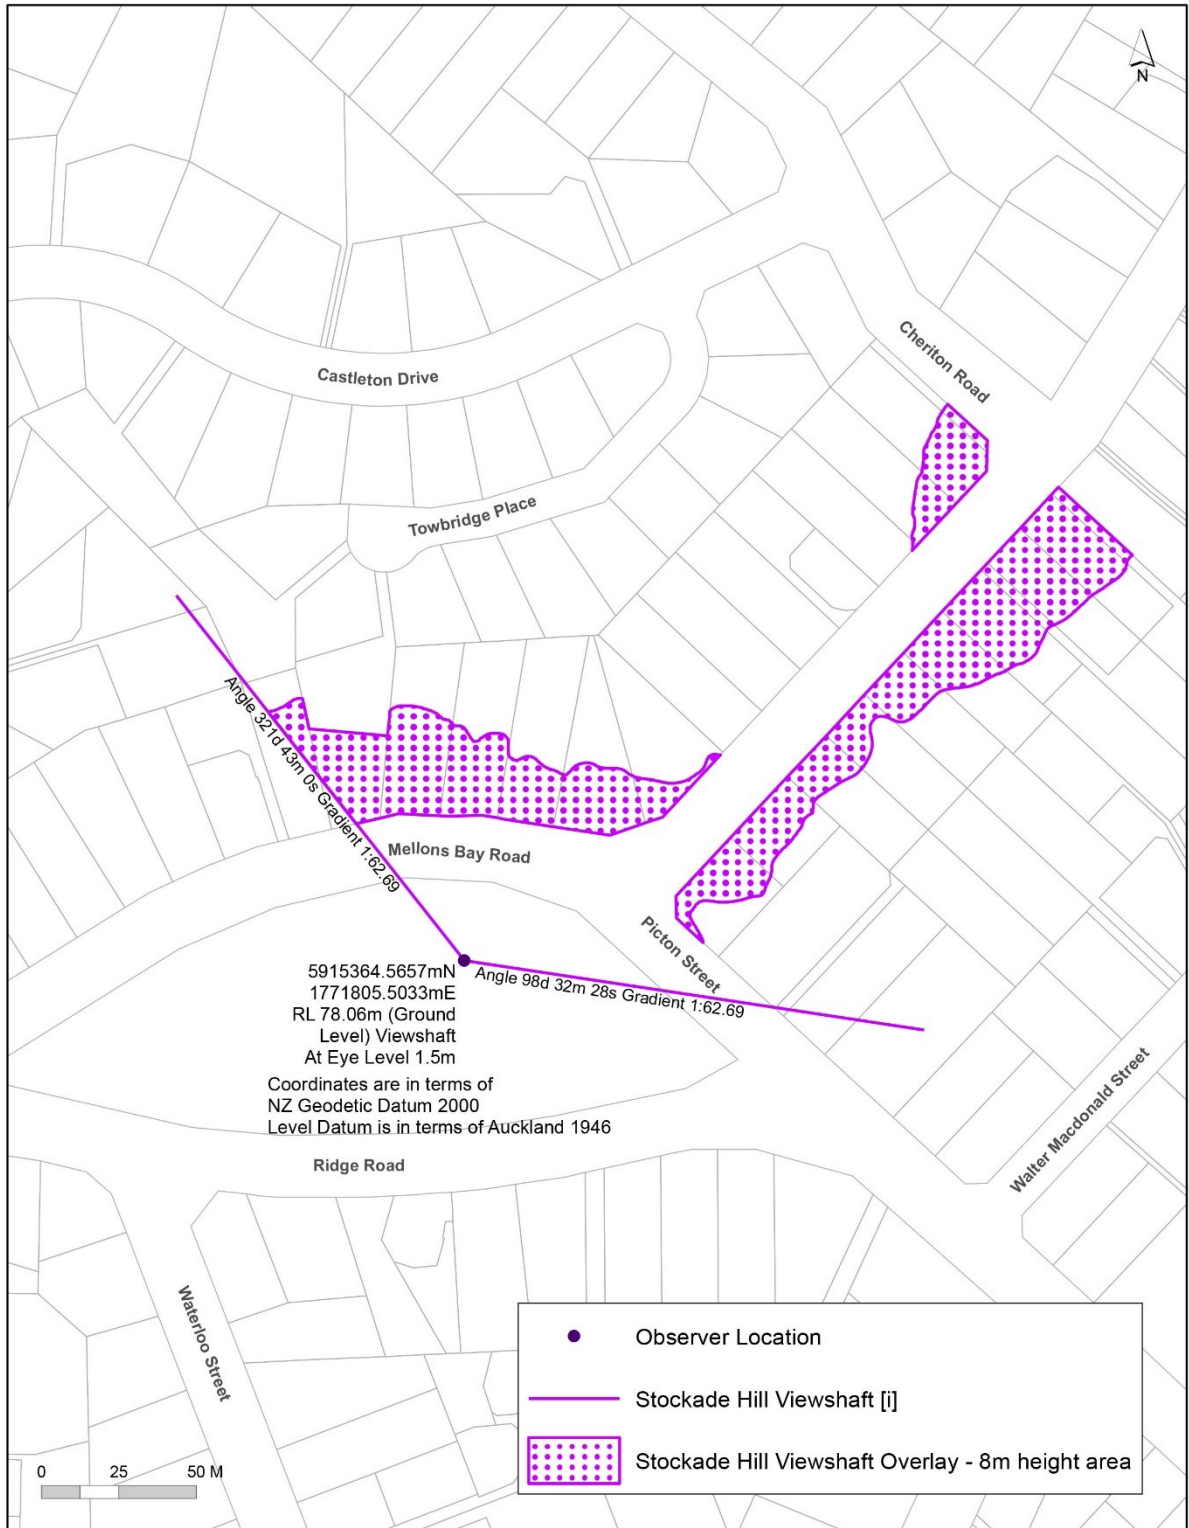 N
Cheriton Road
Castleton Drive
Towbridge Place
Angle 321d 43m 0s Gradient 1:62.69
Mellons Bay Road
Picton Street
5915364.5657mN
1771805.5033mE
RL 78.06m (Ground
Level) Viewshaft
At Eye Level 1.5m
Angle 98d 32m 28s Gradient 1:62.69
Coordinates are in terms of
NZ Geodetic Datum 2000
Level Datum is in terms of Auckland 1946
Walter Macdonald Street
Ridge Road
Waterloo Street
Observer Location
Stockade Hill Viewshaft [i]
Stockade Hill Viewshaft Overlay - 8m height area
0 25 50 M